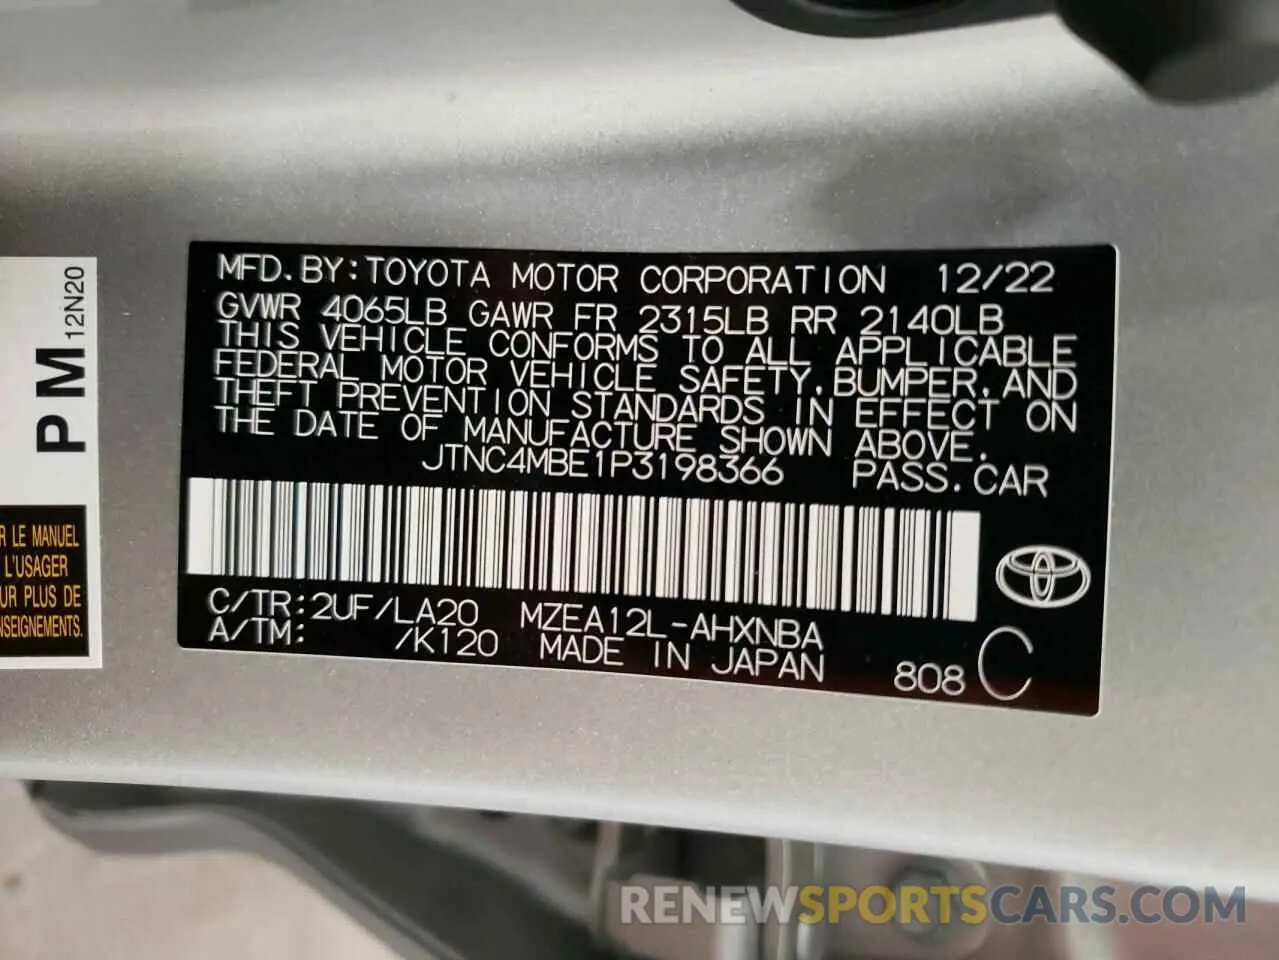 MFD.BY:TOYOTA MOTOR CORPORATION 12/22
GVWR 4065LB GAWR FR 2315LB RR 2140LB
THIS VEHICLE CONFORMS TO ALL APPLICABLE
FEDERAL MOTOR VEHICLE SAFETY,BUMPER,AND
THEFT PREVENTION STANDARDS IN EFFECT ON
THE DATE OF MANUFACTURE SHOWN ABOVE.
JTNC4MBE1P3198366 PASS.CAR
C/TR:2UF/LA20 MZEA12L-AHXNBA
A/TM: /K120 MADE IN JAPAN 808 C
PM 12N20
R LE MANUEL
L'USAGER
UR PLUS DE
NSEIGNEMENTS.
RENEWSPORTSCARS.COM